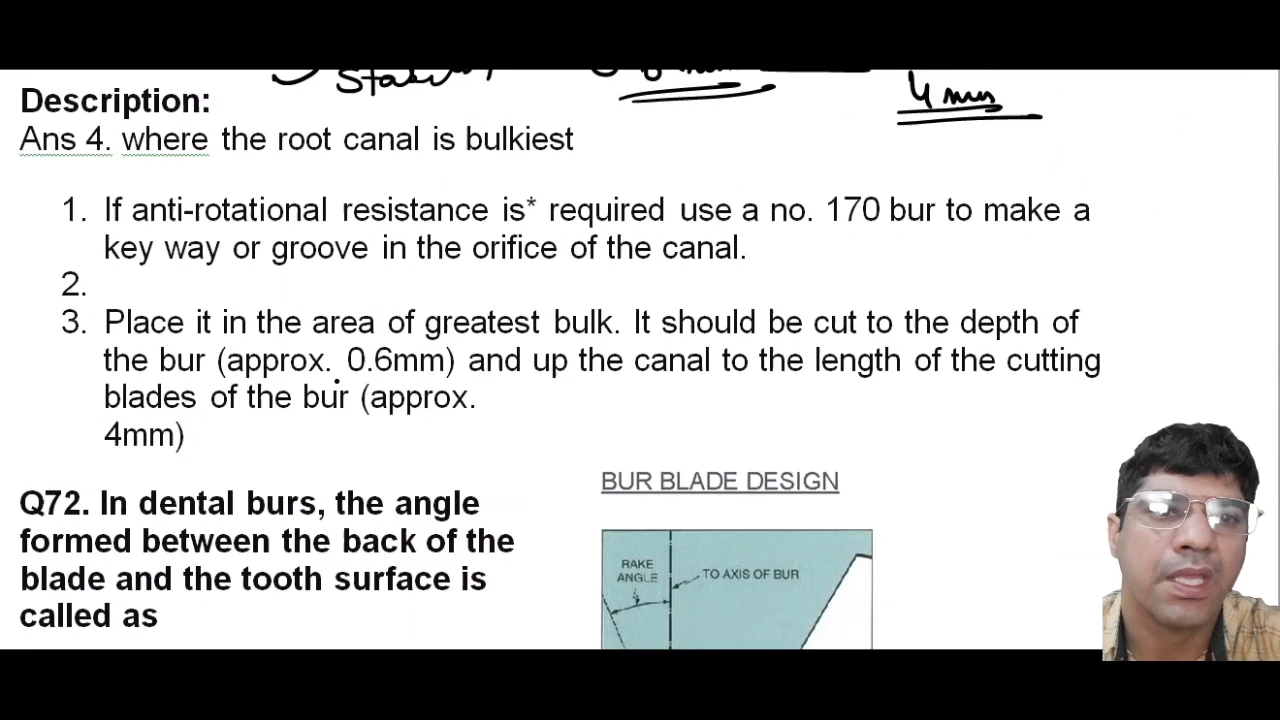 4 mm
Description:
Ans 4. where the root canal is bulkiest
1. If anti-rotational resistance is* required use a no. 170 bur to make a
key way or groove in the orifice of the canal.
2.
3. Place it in the area of greatest bulk. It should be cut to the depth of
the bur (approx. 0.6mm) and up the canal to the length of the cutting
blades of the bur (approx.
4mm)
Q72. In dental burs, the angle
formed between the back of the
blade and the tooth surface is
called as
BUR BLADE DESIGN
RAKE
ANGLE
TO AXIS OF BUR